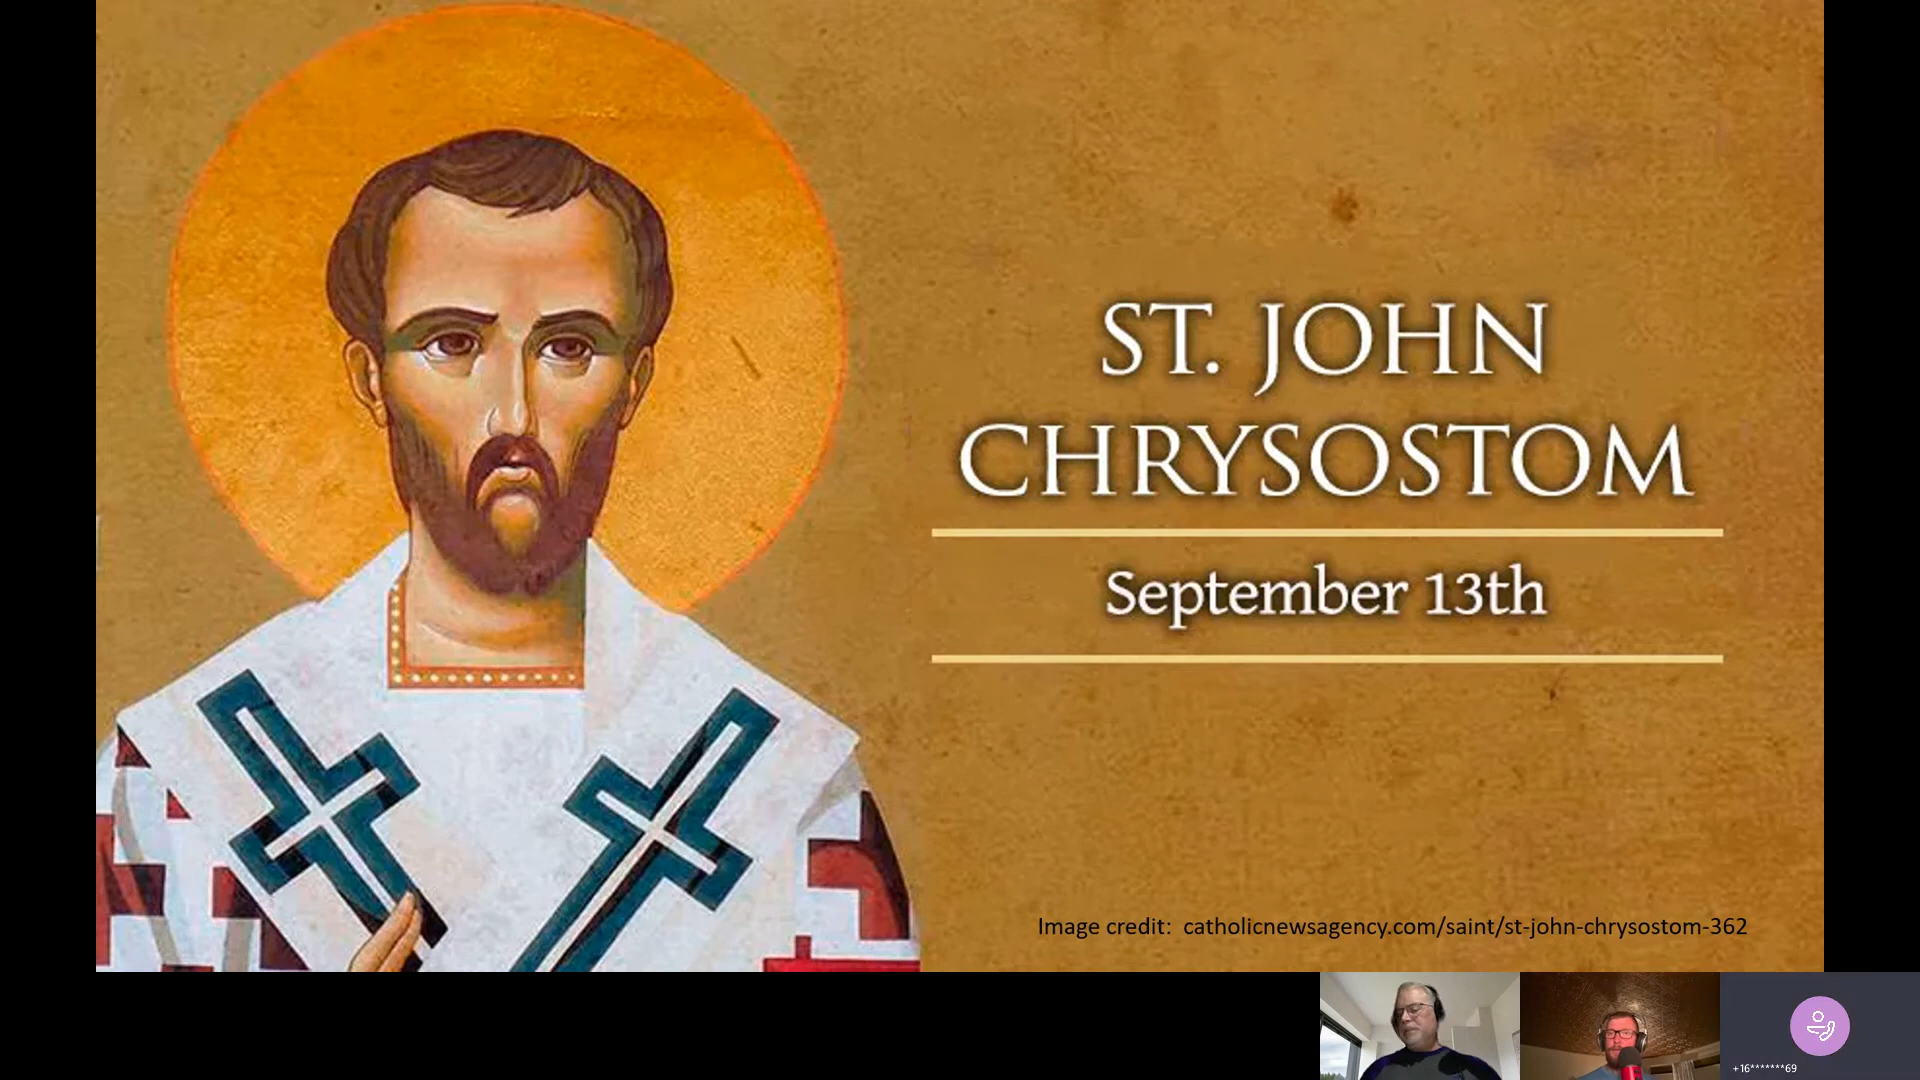 ST. JOHN
CHRYSOSTOM
September 13th
Image credit:  catholicnewsagency.com/saint/st-john-chrysostom-362
+16*******69